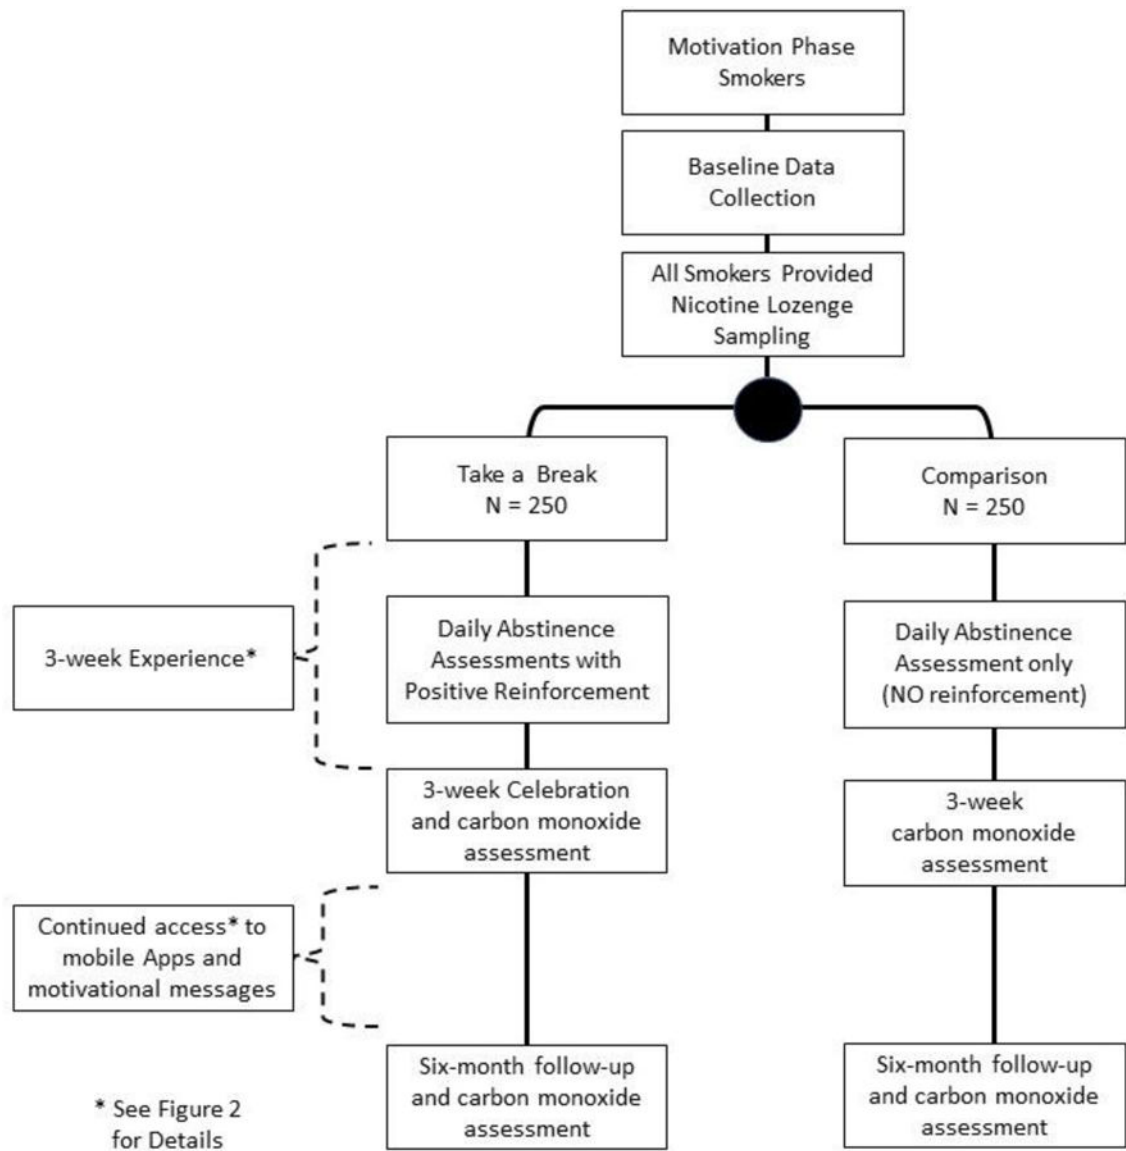 Motivation Phase
Smokers
Baseline Data
Collection
All Smokers Provided
Nicotine Lozenge
Sampling
Take a Break
N = 250
Comparison
N = 250
3-week Experience*
Daily Abstinence
Assessments with
Positive Reinforcement
Daily Abstinence
Assessment only
(NO reinforcement)
3-week Celebration
and carbon monoxide
assessment
3-week
carbon monoxide
assessment
Continued access* to
mobile Apps and
motivational messages
Six-month follow-up
and carbon monoxide
assessment
Six-month follow-up
and carbon monoxide
assessment
* See Figure 2
for Details